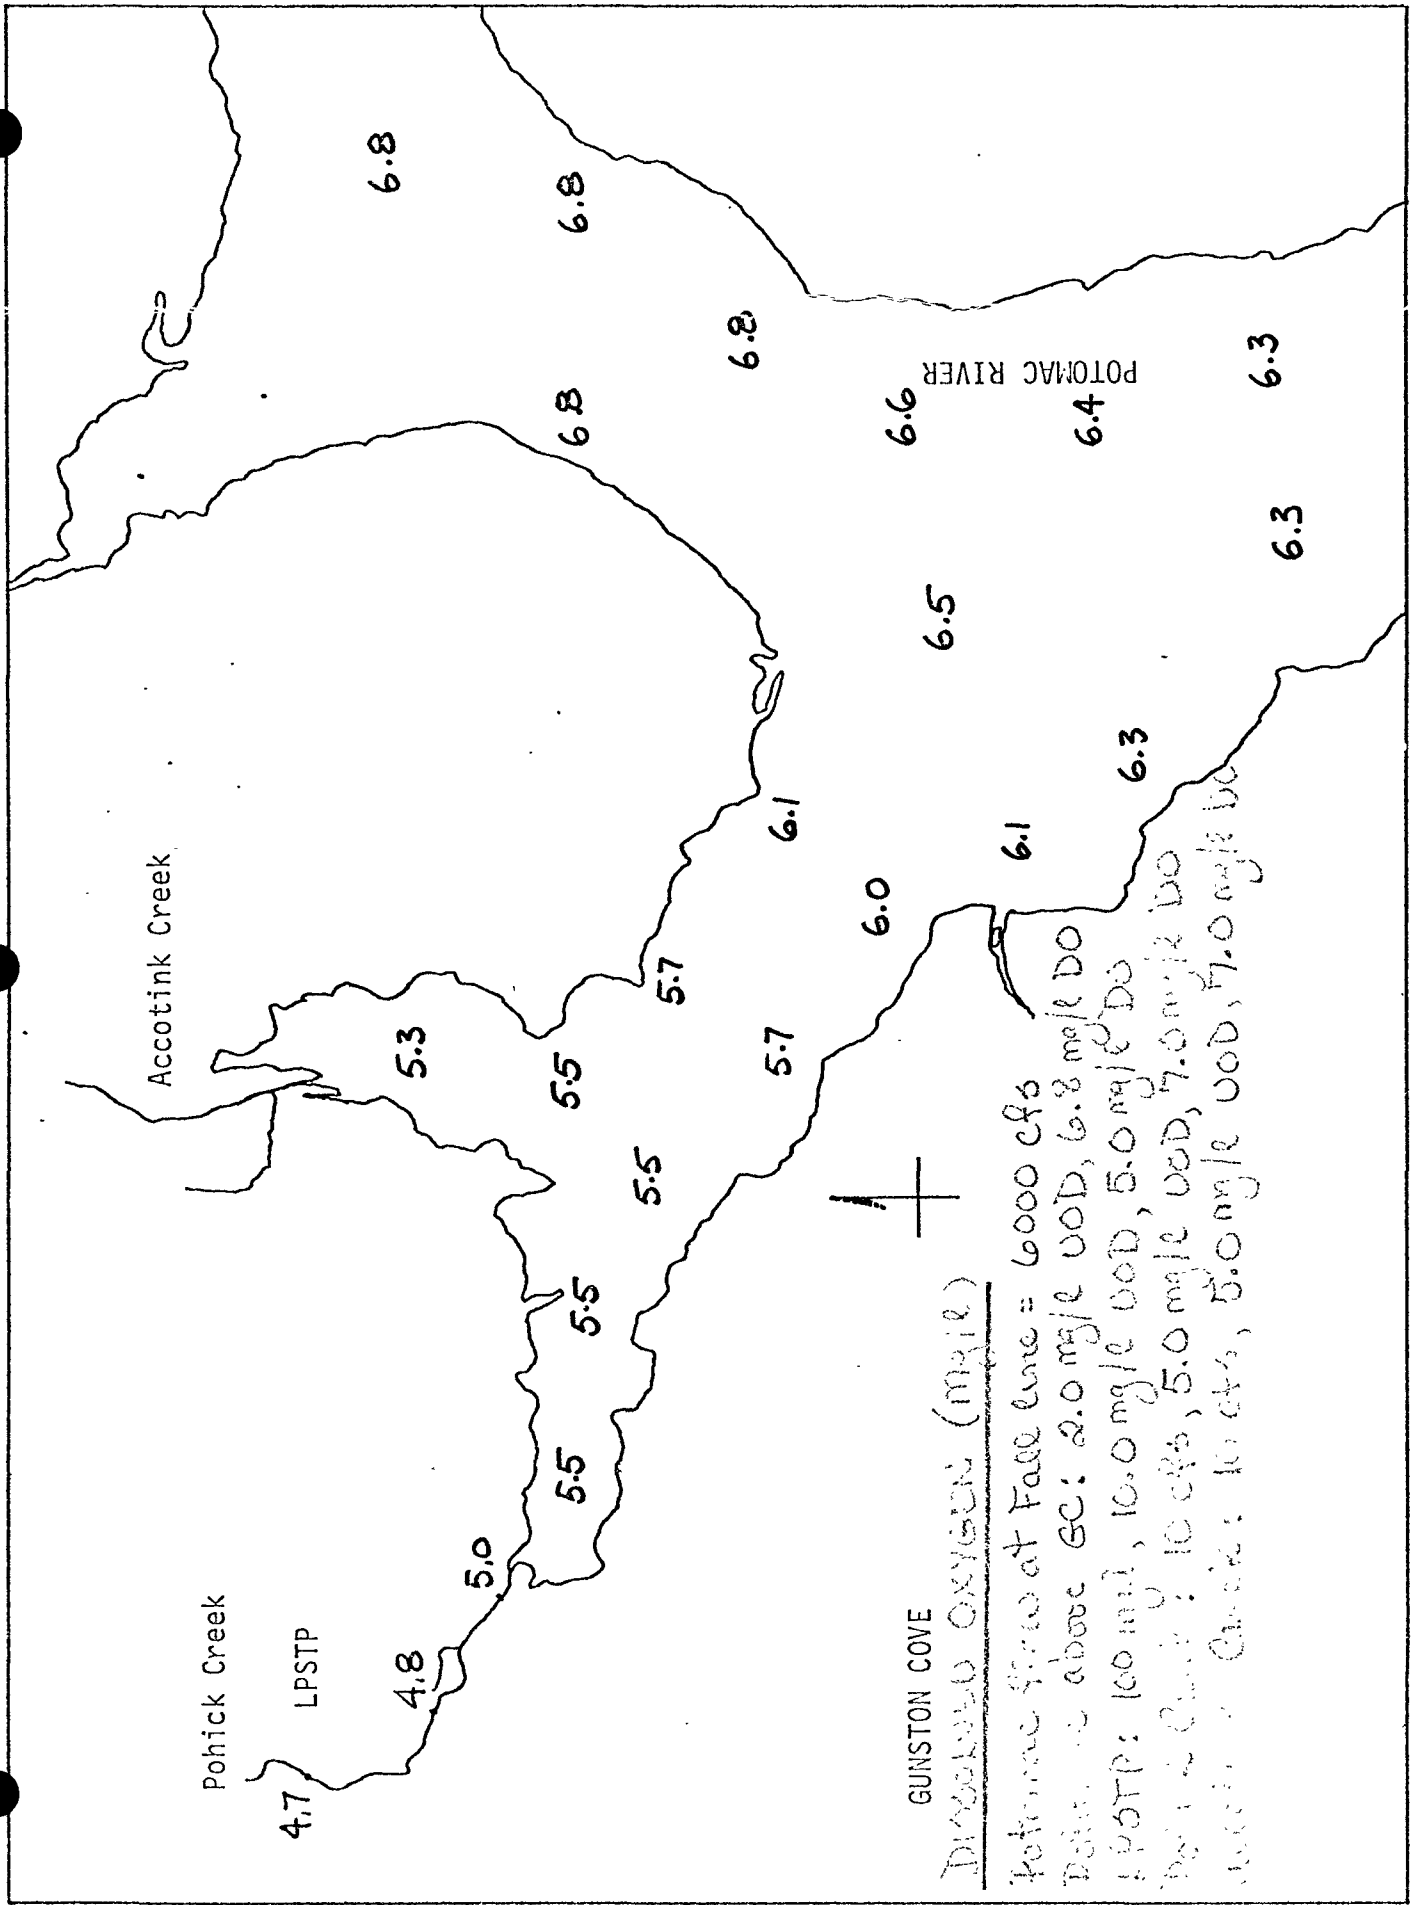 Pohick Creek
LPSTP
4.7
4.8
5.0
5.5
5.5
5.5
5.5
5.3
Accotink Creek
5.7
5.7
6.0
6.1
6.1
6.3
6.5
6.8
6.8
6.8
6.8
6.6
POTOMAC RIVER
6.4
6.3
6.3
GUNSTON COVE
DISSOLVED OXYGEN (mg/l)
Potomac flow at Fall line = 6000 cfs
above GC: 2.0 mg/l UOD, 6.8 mg/l DO
LPSTP: 100 mld, 10.0 mg/l UOD, 5.0 mg/l DO
10 cfs, 5.0 mg/l UOD, 7.0 mg/l DO
Creek: 10 cfs, 5.0 mg/l UOD, 7.0 mg/l DO